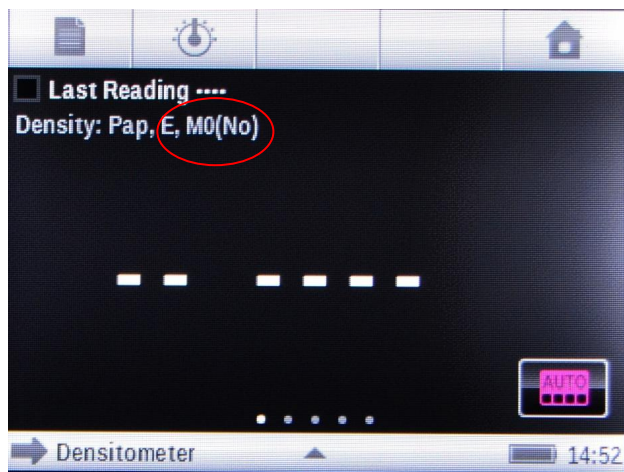 Last Reading ----
Density: Pap, E, M0(No)
-- ----
AUTO
Densitometer 14:52